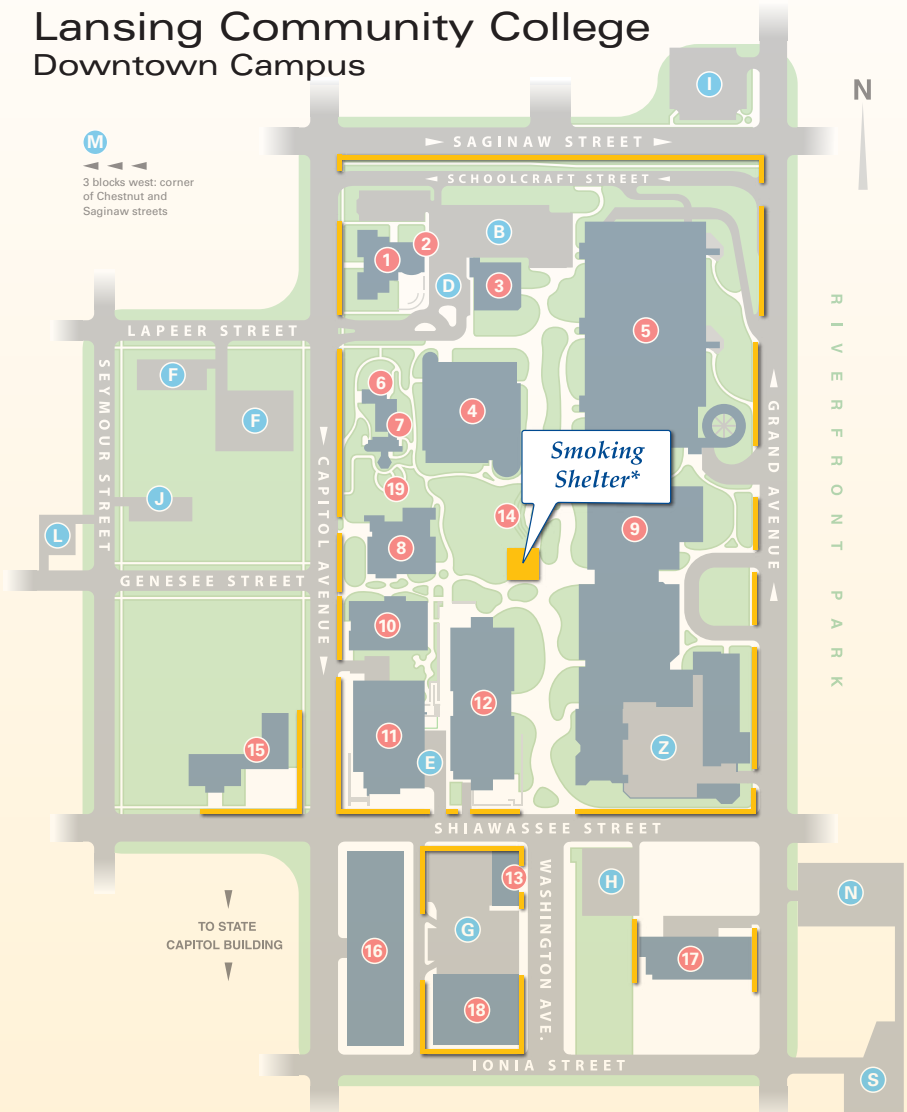 Lansing Community College
Downtown Campus
I
N
M
3 blocks west: corner
of Chestnut and
Saginaw streets
SAGINAW STREET
SCHOOLCRAFT STREET
B
2
1
D
3
5
RIVERFRONT PARK
LAPEER STREET
SEYMOUR STREET
F
F
6
7
4
CAPITOL AVENUE
GRAND AVENUE
Smoking
Shelter*
19
J
14
L
8
9
GENESEE STREET
10
12
11
15
E
Z
SHIAWASSEE STREET
13
H
WASHINGTON AVE.
N
TO STATE
CAPITOL BUILDING
G
16
17
18
IONIA STREET
S